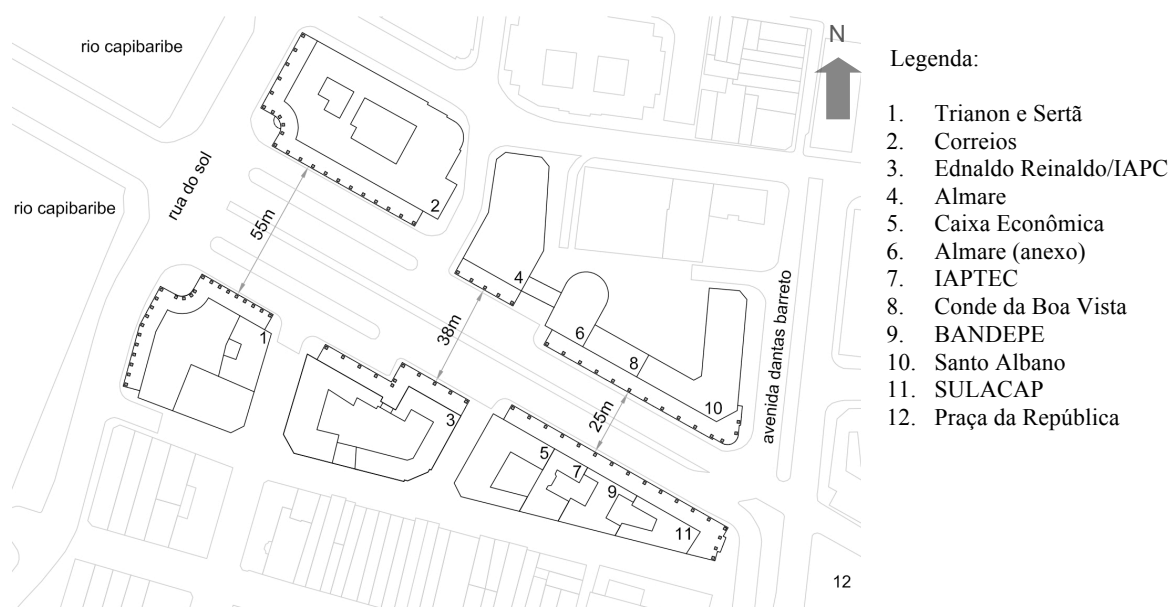 rio capibaribe
N
rua do sol
rio capibaribe
55m
2
4
38m
1
6
8
avenida dantas barreto
3
10
25m
5
7
9
11
12
Legenda:
1. Trianon e Sertã
2. Correios
3. Ednaldo Reinaldo/IAPC
4. Almare
5. Caixa Econômica
6. Almare (anexo)
7. IAPTEC
8. Conde da Boa Vista
9. BANDEPE
10. Santo Albano
11. SULACAP
12. Praça da República